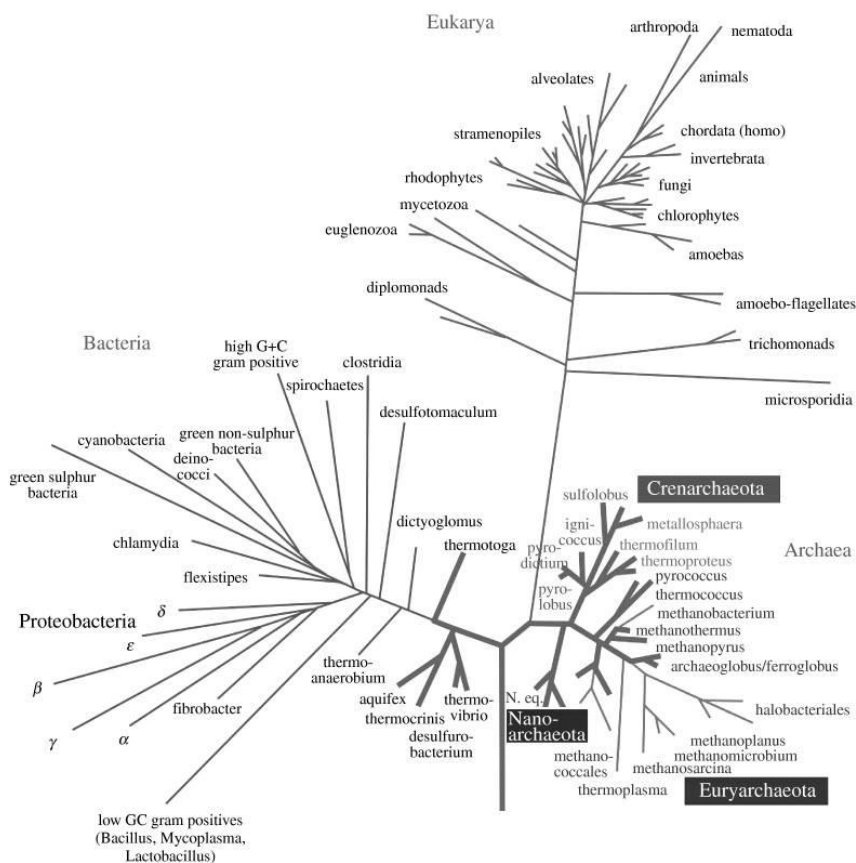 Eukarya
arthropoda
nematoda
alveolates
animals
stramenopiles
chordata (homo)
invertebrata
rhodophytes
fungi
mycetozoa
chlorophytes
euglenozoa
amoebas
diplomonads
amoebo-flagellates
trichomonads
microsporidia
Bacteria
high G+C
gram positive
clostridia
spirochaetes
desulfotomaculum
cyanobacteria
green non-sulphur
bacteria
deino-
cocci
green sulphur
bacteria
dictyoglomus
thermotoga
chlamydia
flexistipes
Proteobacteria
δ
ε
β
γ
α
fibrobacter
thermo-
anaerobium
aquifex
thermocrinis
desulfuro-
bacterium
thermo-
vibrio
low GC gram positives
(Bacillus, Mycoplasma,
Lactobacillus)
Archaea
Crenarchaeota
sulfolobus
igni-
coccus
metallosphaera
pyro-
dictium
thermofilum
thermoproteus
pyro-
lobus
pyrococcus
thermococcus
methanobacterium
methanothermus
methanopyrus
archaeoglobus/ferroglobus
N. eq.
Nano-
archaeota
halobacteriales
methanoplanus
methanomicrobium
methanosarcina
methano-
coccales
thermoplasma
Euryarchaeota